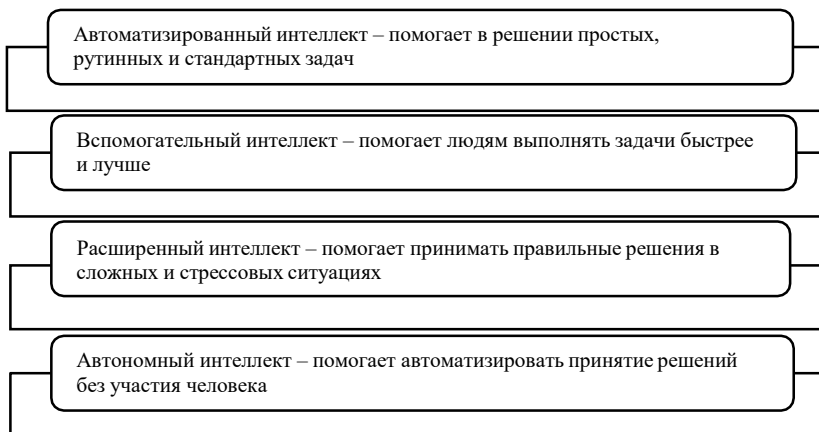 Автоматизированный интеллект – помогает в решении простых,
рутинных и стандартных задач
Вспомогательный интеллект – помогает людям выполнять задачи быстрее
и лучше
Расширенный интеллект – помогает принимать правильные решения в
сложных и стрессовых ситуациях
Автономный интеллект – помогает автоматизировать принятие решений
без участия человека